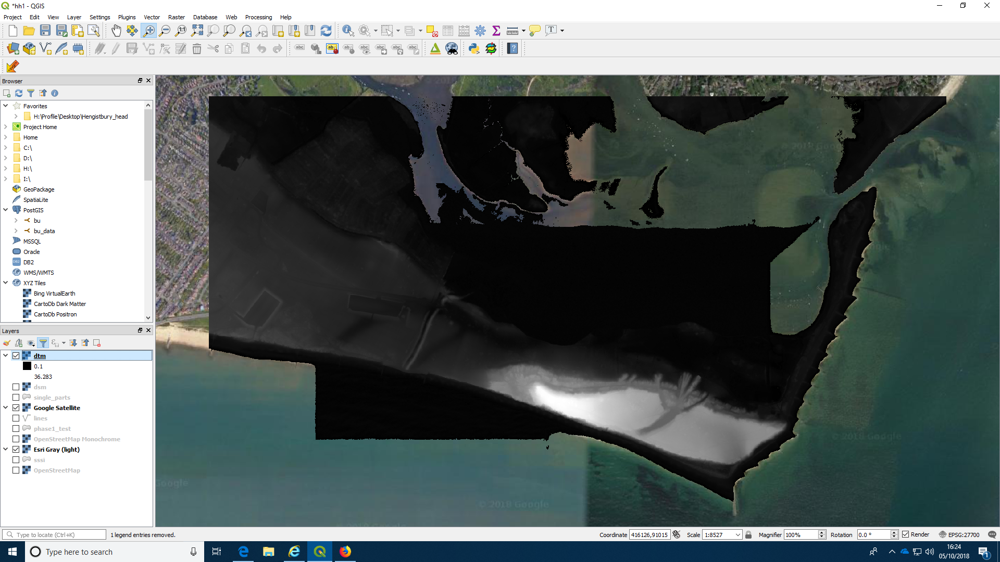 *hh1 - QGIS
Project Edit View Layer Settings Plugins Vector Raster Database Web Processing Help
Browser
Favorites
H:\Profile\Desktop\Hengistbury_head
Project Home
Home
C:\
D:\
H:\
I:\
GeoPackage
SpatiaLite
PostGIS
bu
bu_data
MSSQL
Oracle
DB2
WMS/WMTS
XYZ Tiles
Bing VirtualEarth
CartoDb Dark Matter
CartoDb Positron
Layers
dtm
0.1
36.283
dsm
single_parts
Google Satellite
lines
phase1_test
OpenStreetMap Monochrome
Esri Gray (light)
sssi
OpenStreetMap
Google
© 2018 Google
© 2018 Google
Type to locate (Ctrl+K) 1 legend entries removed. Coordinate 416126,91015 Scale 1:8527 Magnifier 100% Rotation 0.0 ° Render EPSG:27700
Type here to search
16:24
05/10/2018
1